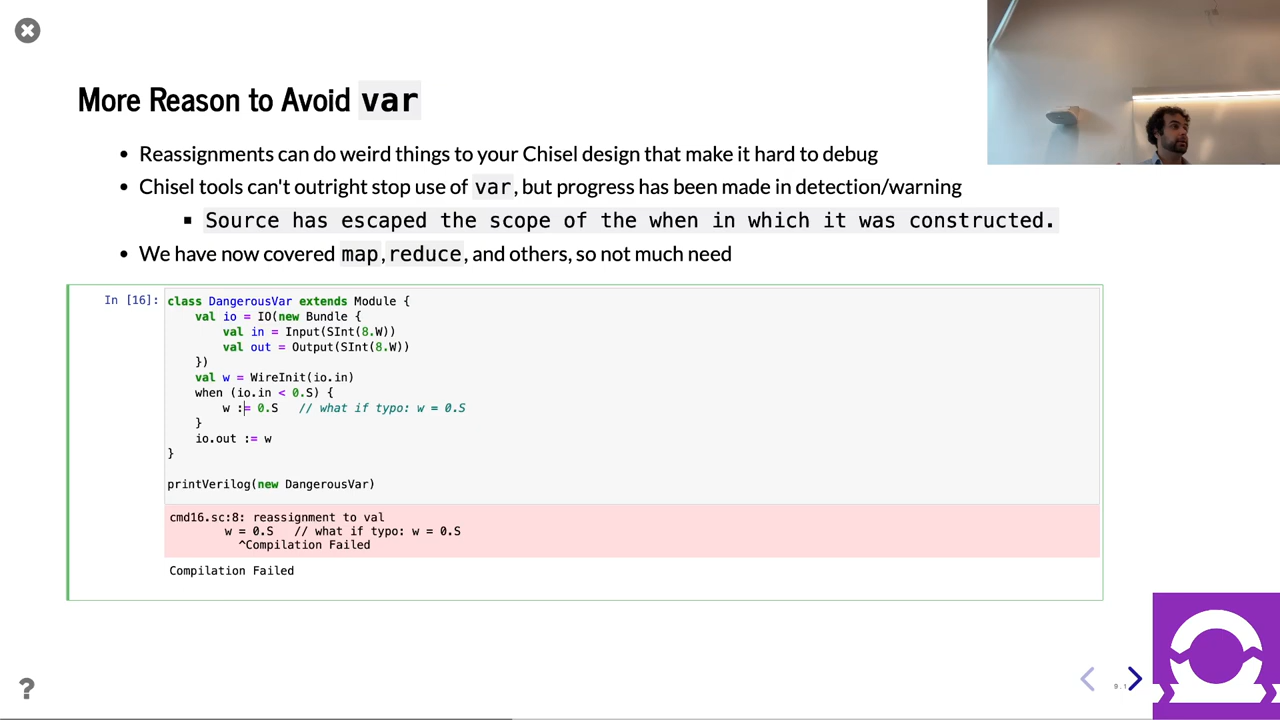 More Reason to Avoid var
• Reassignments can do weird things to your Chisel design that make it hard to debug
• Chisel tools can't outright stop use of var, but progress has been made in detection/warning
▪ Source has escaped the scope of the when in which it was constructed.
• We have now covered map, reduce, and others, so not much need
In [16]: class DangerousVar extends Module {
val io = IO(new Bundle {
val in = Input(SInt(8.W))
val out = Output(SInt(8.W))
})
val w = WireInit(io.in)
when (io.in < 0.S) {
w := 0.S // what if typo: w = 0.S
}
io.out := w
}
printVerilog(new DangerousVar)
cmd16.sc:8: reassignment to val
w = 0.S // what if typo: w = 0.S
^Compilation Failed
Compilation Failed
?
9.1